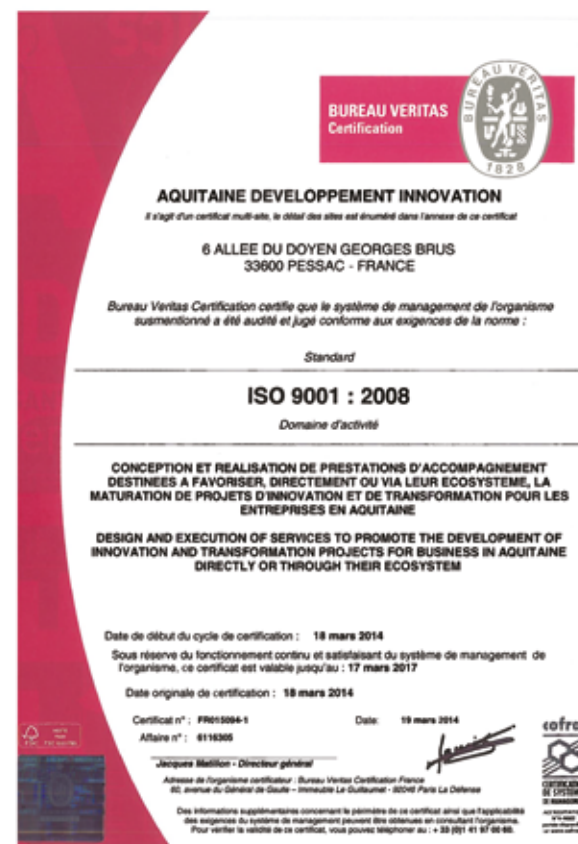 BUREAU VERITAS
Certification
BUREAU VERITAS
1828
AQUITAINE DEVELOPPEMENT INNOVATION
Il s'agit d'un certificat multi-site, le détail des sites est énuméré dans l'annexe de ce certificat
6 ALLEE DU DOYEN GEORGES BRUS
33600 PESSAC - FRANCE
Bureau Veritas Certification certifie que le système de management de l'organisme
susmentionné a été audité et jugé conforme aux exigences de la norme :
Standard
ISO 9001 : 2008
Domaine d'activité
CONCEPTION ET REALISATION DE PRESTATIONS D'ACCOMPAGNEMENT
DESTINEES A FAVORISER, DIRECTEMENT OU VIA LEUR ECOSYSTEME, LA
MATURATION DE PROJETS D'INNOVATION ET DE TRANSFORMATION POUR LES
ENTREPRISES EN AQUITAINE
DESIGN AND EXECUTION OF SERVICES TO PROMOTE THE DEVELOPMENT OF
INNOVATION AND TRANSFORMATION PROJECTS FOR BUSINESS IN AQUITAINE
DIRECTLY OR THROUGH THEIR ECOSYSTEM
Date de début du cycle de certification : 18 mars 2014
Sous réserve du fonctionnement continu et satisfaisant du système de management de
l'organisme, ce certificat est valable jusqu'au : 17 mars 2017
Date originale de certification : 18 mars 2014
Certificat n° : FR015094-1 Date: 19 mars 2014
Affaire n° : 6116305
Jacques Matillon - Directeur général
Adresse de l'organisme certificateur : Bureau Veritas Certification France
60, avenue du Général de Gaulle - Immeuble Le Guillaumet - 92046 Paris La Défense
Des informations supplémentaires concernant le périmètre de ce certificat ainsi que l'applicabilité
des exigences du système de management peuvent être obtenues en consultant l'organisme.
Pour vérifier la validité de ce certificat, vous pouvez téléphoner au : + 33 (0)1 41 97 00 60.
cofra
CERTIFICATION
DE SYSTEMES
DE MANAGEMENT